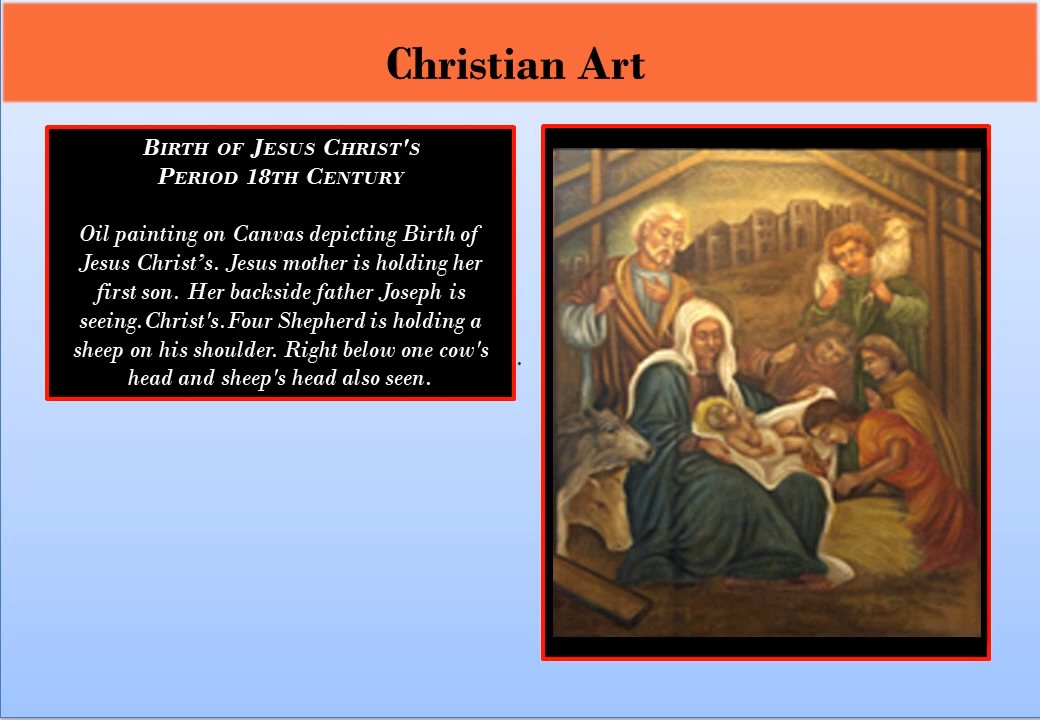 Christian Art
BIRTH OF JESUS CHRIST'S
PERIOD 18TH CENTURY
Oil painting on Canvas depicting Birth of
Jesus Christ’s. Jesus mother is holding her
first son. Her backside father Joseph is
seeing.Christ's.Four Shepherd is holding a
sheep on his shoulder. Right below one cow's
head and sheep's head also seen.
.